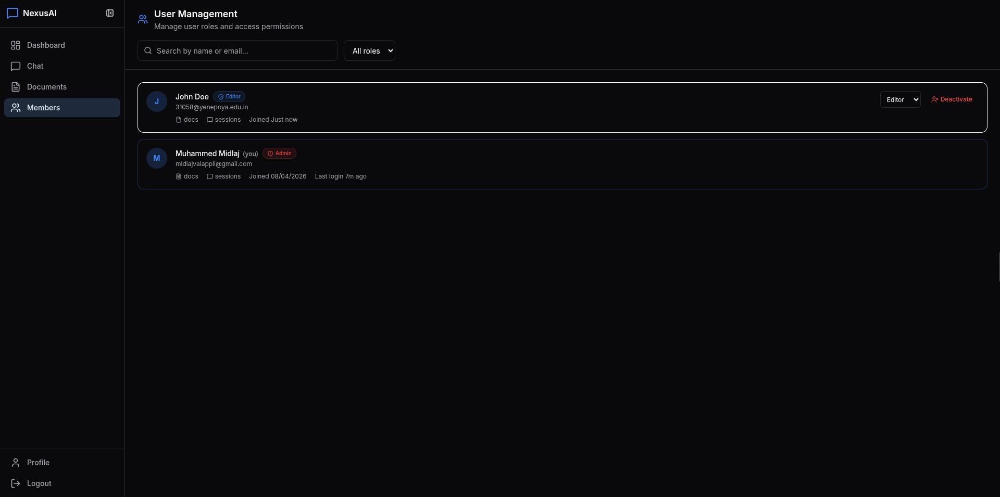 NexusAI
Dashboard
Chat
Documents
Members
Profile
Logout
User Management
Manage user roles and access permissions
Search by name or email...
All roles
J
John Doe Editor
31058@yenepoya.edu.in
docs sessions Joined Just now
Editor
Deactivate
M
Muhammed Midlaj (you) Admin
midlajvalappil@gmail.com
docs sessions Joined 08/04/2026 Last login 7m ago